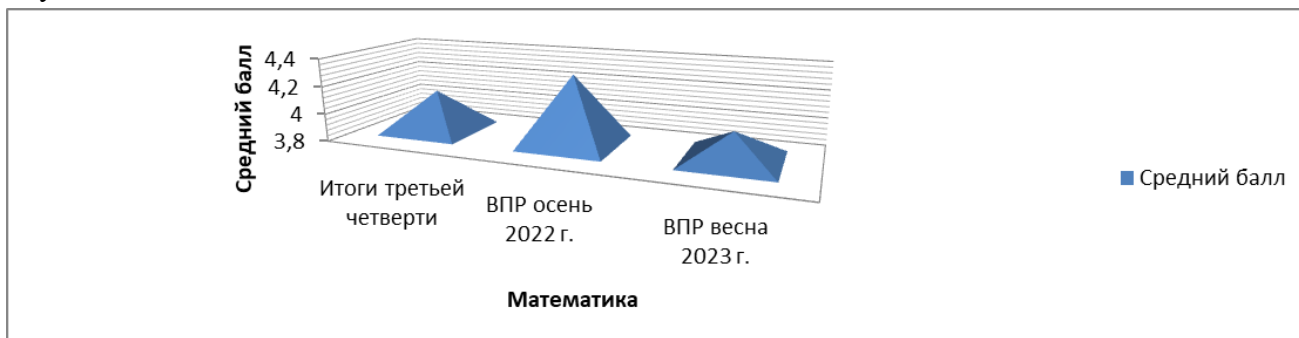 Средний балл
4,4
4,2
4
3,8
Итоги третьей
четверти
ВПР осень
2022 г.
ВПР весна
2023 г.
Математика
Средний балл